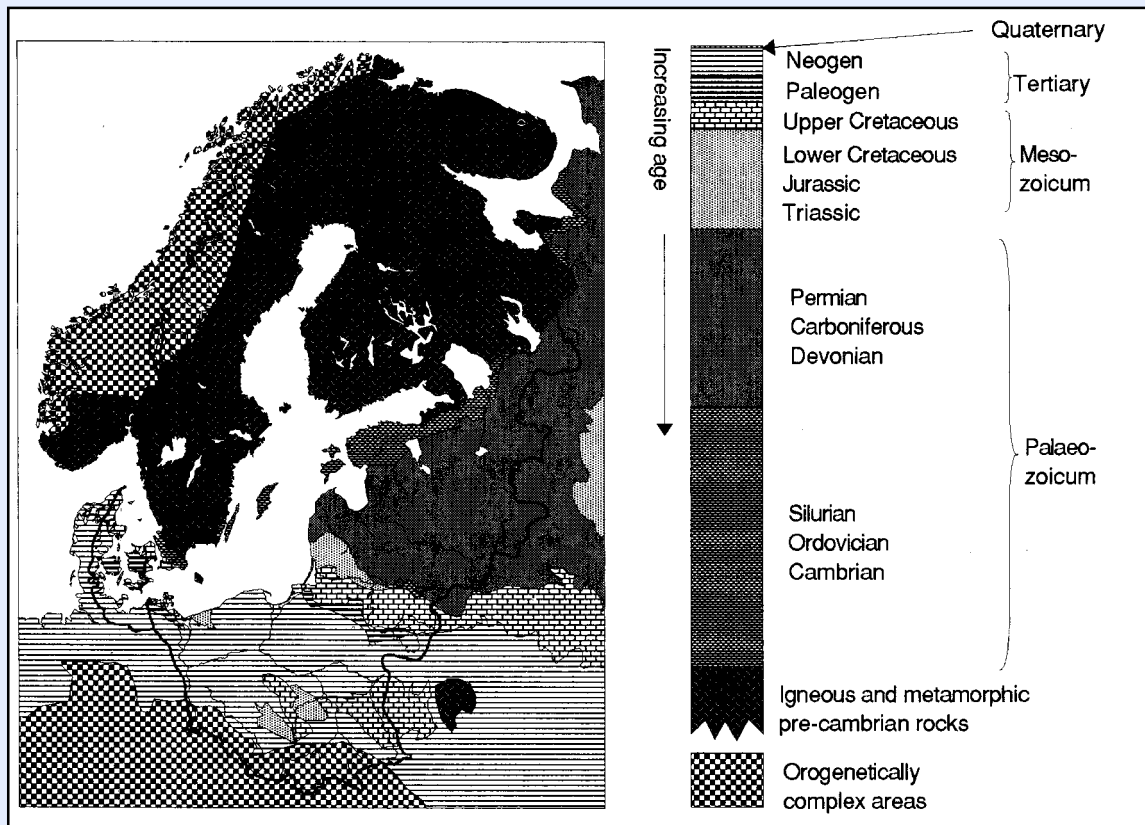 Quaternary
Increasing age
Neogen
Paleogen
Tertiary
Upper Cretaceous
Lower Cretaceous
Jurassic
Triassic
Meso-
zoicum
Permian
Carboniferous
Devonian
Silurian
Ordovician
Cambrian
Palaeo-
zoicum
Igneous and metamorphic
pre-cambrian rocks
Orogenetically
complex areas